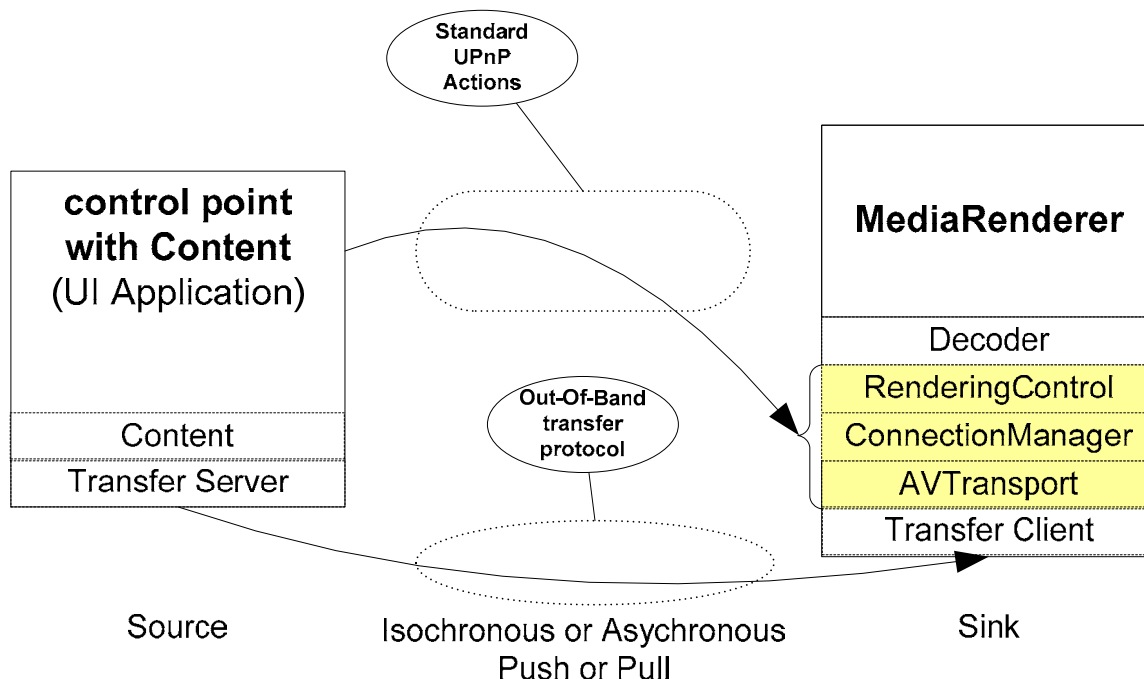 Standard
UPnP
Actions
control point
with Content
(UI Application)
Content
Transfer Server
MediaRenderer
Decoder
RenderingControl
ConnectionManager
AVTransport
Transfer Client
Out-Of-Band
transfer
protocol
Source
Isochronous or Asychronous
Push or Pull
Sink